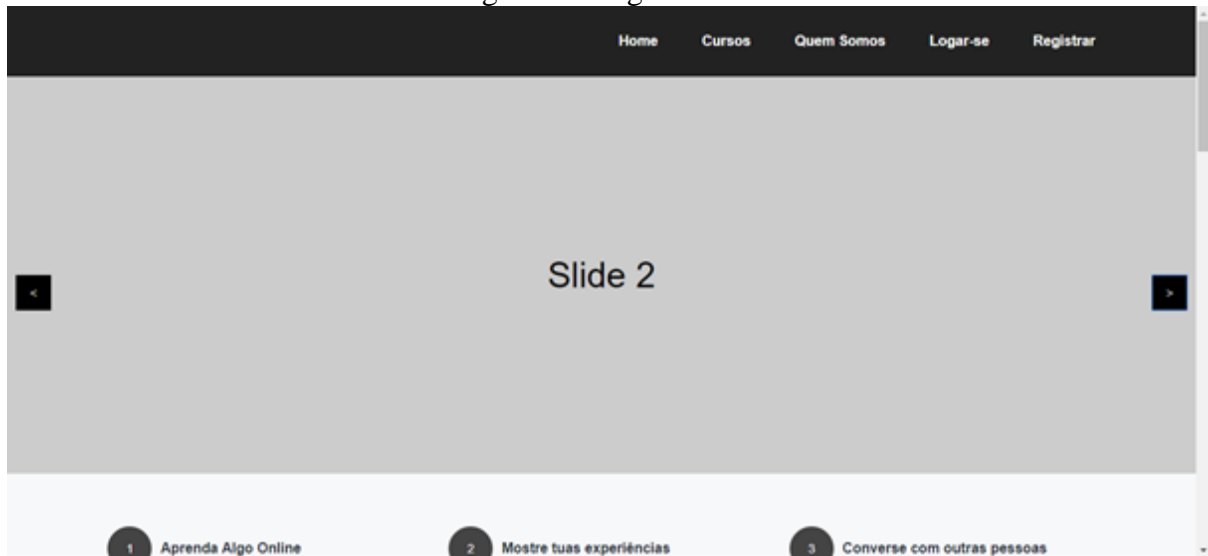 Home Cursos Quem Somos Logar-se Registrar
Slide 2
< >
1 Aprenda Algo Online 2 Mostre tuas experiências 3 Converse com outras pessoas